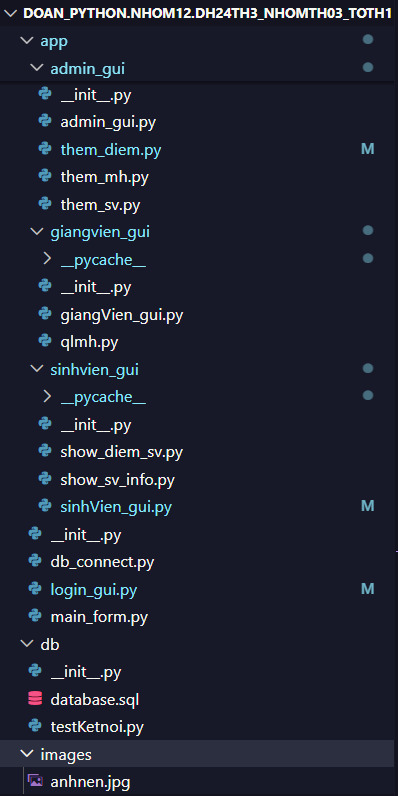 DOAN_PYTHON.NHOM12.DH24TH3_NHOMTH03_TOTH1
app
admin_gui
__init__.py
admin_gui.py
them_diem.py M
them_mh.py
them_sv.py
giangvien_gui
__pycache__
__init__.py
giangVien_gui.py
qlmh.py
sinhvien_gui
__pycache__
__init__.py
show_diem_sv.py
show_sv_info.py
sinhVien_gui.py M
__init__.py
db_connect.py
login_gui.py M
main_form.py
db
__init__.py
database.sql
testKetnoi.py
images
anhnen.jpg